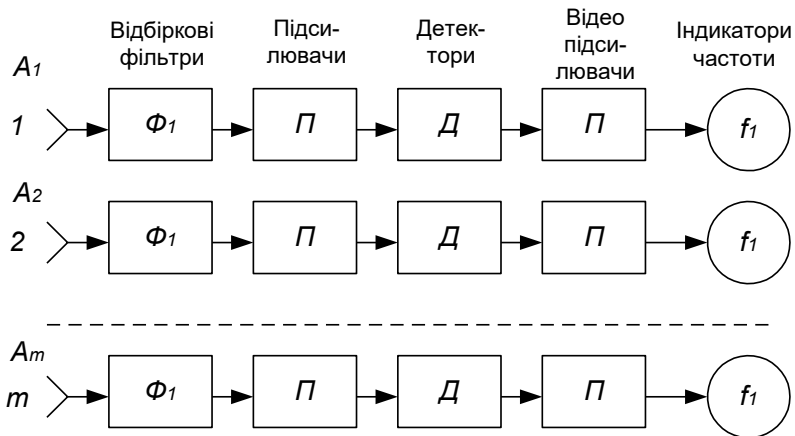 Відбіркові
фільтри
Підси-
лювачі
Детек-
тори
Відео
підси-
лювачи
Індикатори
частоти
A1
1
Ф1
П
Д
П
f1
A2
2
Ф1
П
Д
П
f1
Am
m
Ф1
П
Д
П
f1